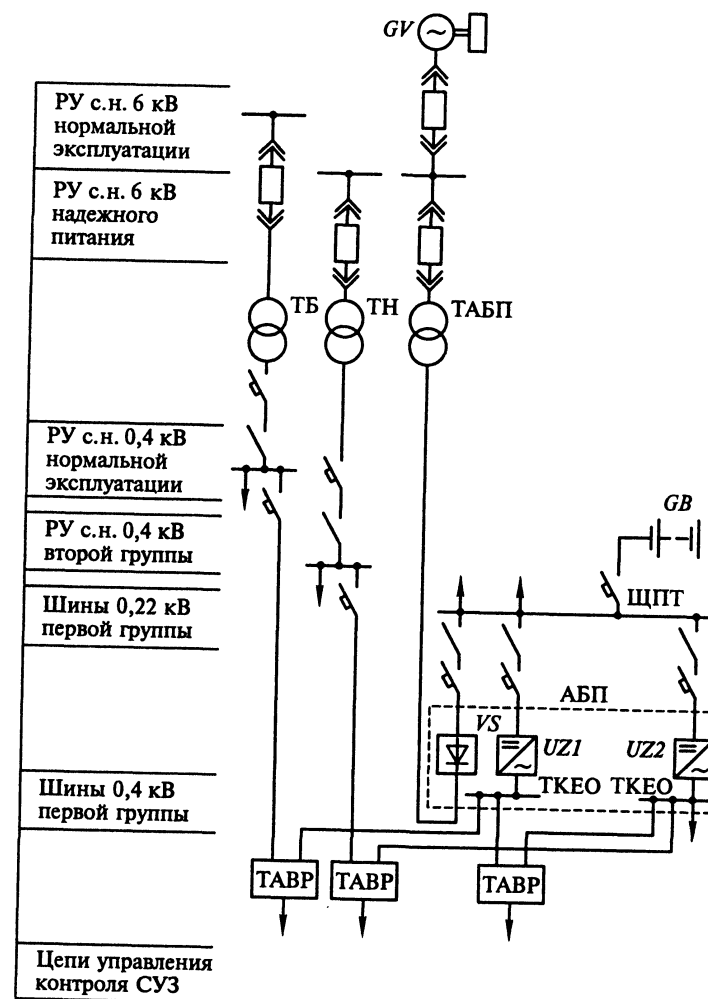 GV
РУ с.н. 6 кВ
нормальной
эксплуатации
РУ с.н. 6 кВ
надежного
питания
ТБ
ТН
ТАБП
РУ с.н. 0,4 кВ
нормальной
эксплуатации
GB
РУ с.н. 0,4 кВ
второй группы
Шины 0,22 кВ
первой группы
ЩПТ
АБП
VS
UZ1
UZ2
ТКЕО
ТКЕО
Шины 0,4 кВ
первой группы
ТАВР
ТАВР
ТАВР
Цепи управления
контроля СУЗ